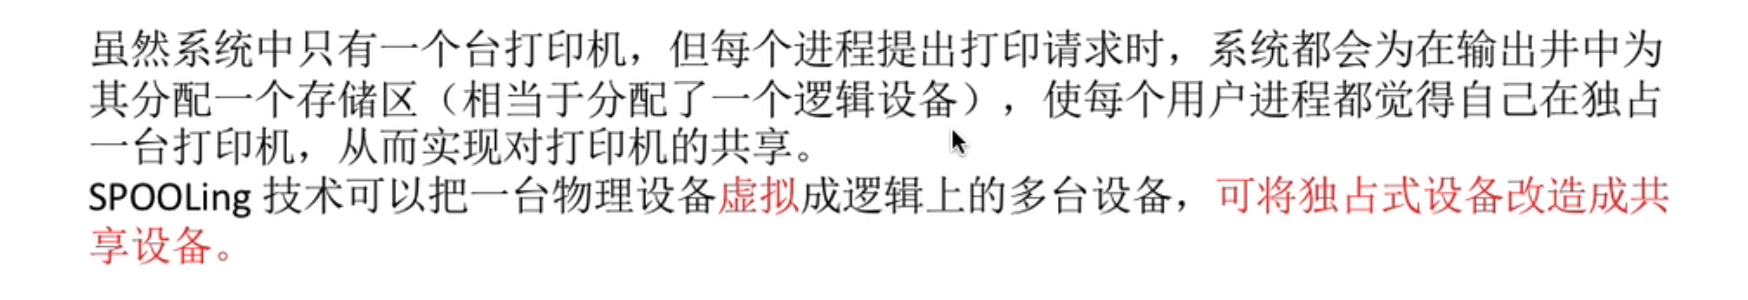 虽然系统中只有一个台打印机，但每个进程提出打印请求时，系统都会为在输出井中为
其分配一个存储区（相当于分配了一个逻辑设备），使每个用户进程都觉得自己在独占
一台打印机，从而实现对打印机的共享。
SPOOLing 技术可以把一台物理设备虚拟成逻辑上的多台设备，可将独占式设备改造成共
享设备。